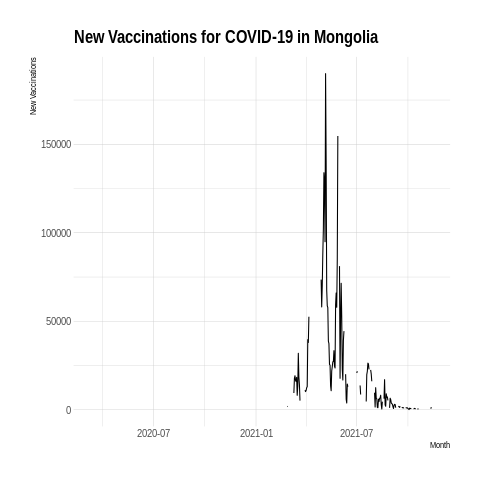 New Vaccinations for COVID-19 in Mongolia
New Vaccinations
150000
100000
50000
0
2020-07
2021-01
2021-07
Month